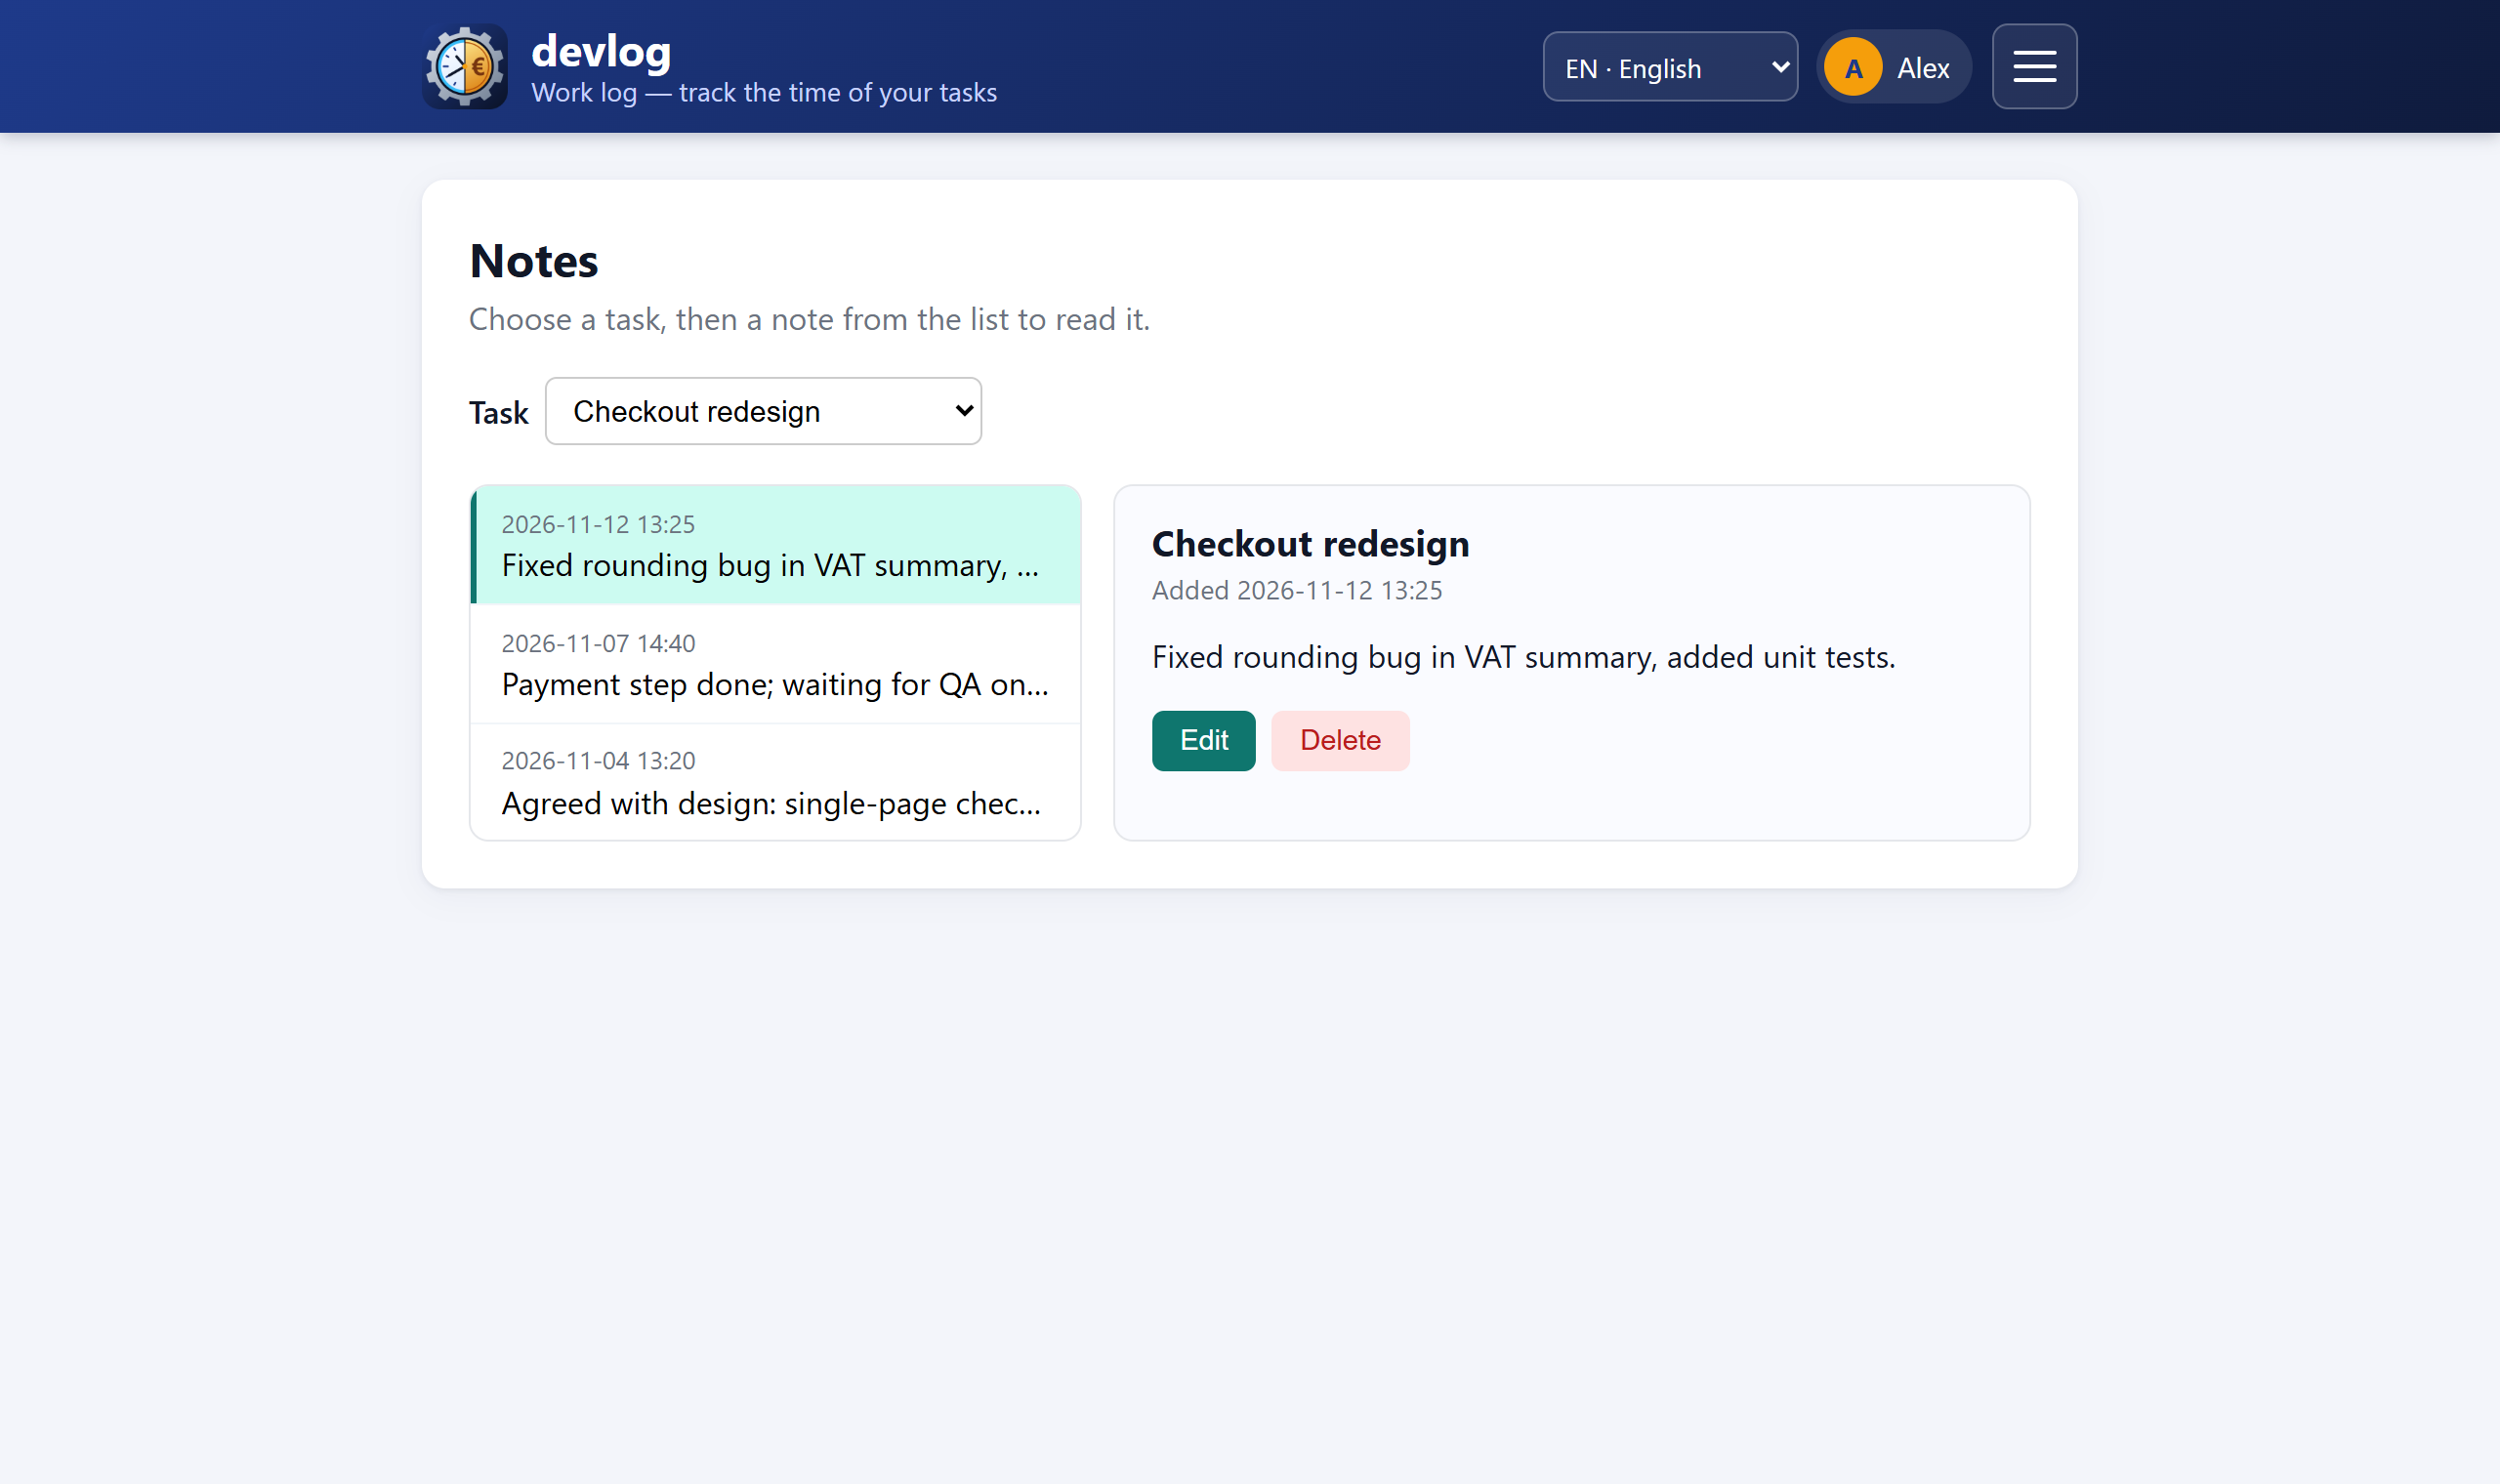 devlog
Work log — track the time of your tasks
EN · English
A
Alex
Notes
Choose a task, then a note from the list to read it.
Task
Checkout redesign
2026-11-12 13:25
Fixed rounding bug in VAT summary, ...
2026-11-07 14:40
Payment step done; waiting for QA on...
2026-11-04 13:20
Agreed with design: single-page chec...
Checkout redesign
Added 2026-11-12 13:25
Fixed rounding bug in VAT summary, added unit tests.
Edit
Delete